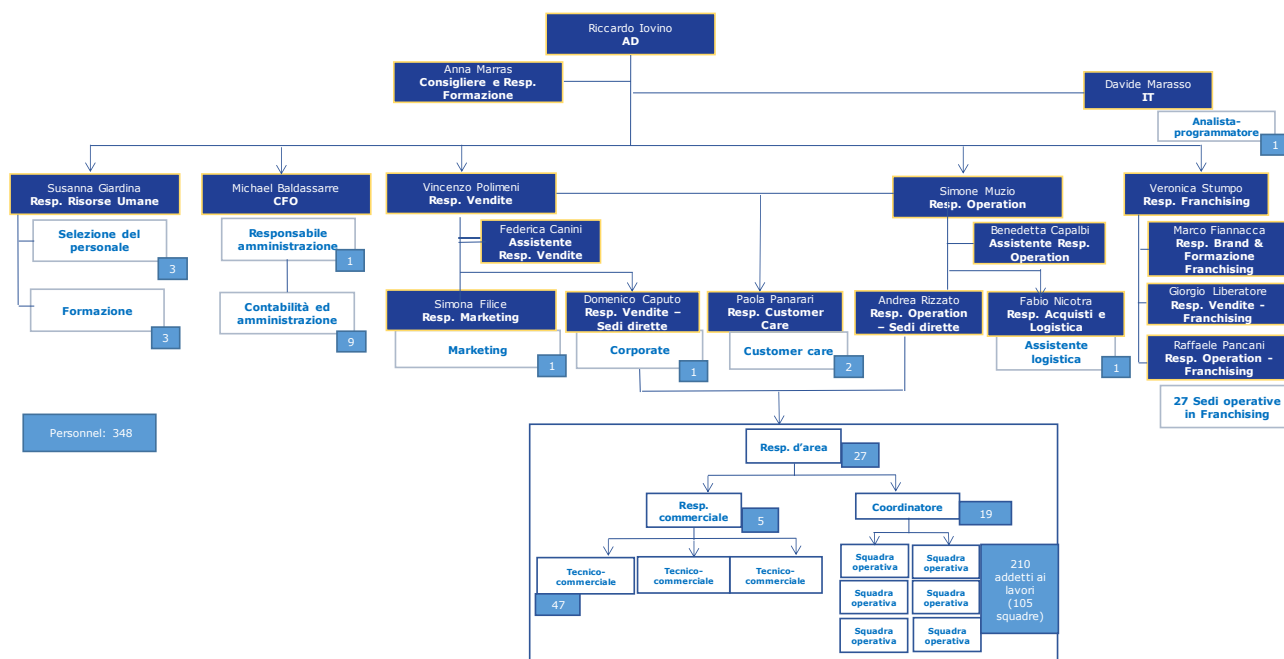 Riccardo Iovino
AD
Anna Marras
Consigliere e Resp.
Formazione
Davide Marasso
IT
Analista-
programmatore
1
Susanna Giardina
Resp. Risorse Umane
Michael Baldassarre
CFO
Vincenzo Polimeni
Resp. Vendite
Simone Muzio
Resp. Operation
Veronica Stumpo
Resp. Franchising
Selezione del
personale
3
Formazione
3
Responsabile
amministrazione
1
Contabilità ed
amministrazione
9
Federica Canini
Assistente
Resp. Vendite
Benedetta Capalbi
Assistente Resp.
Operation
Marco Fiannacca
Resp. Brand &
Formazione
Franchising
Giorgio Liberatore
Resp. Vendite -
Franchising
Raffaele Pancani
Resp. Operation -
Franchising
27 Sedi operative
in Franchising
Simona Filice
Resp. Marketing
Marketing
1
Domenico Caputo
Resp. Vendite –
Sedi dirette
Corporate
1
Paola Panarari
Resp. Customer
Care
Customer care
2
Andrea Rizzato
Resp. Operation
– Sedi dirette
Fabio Nicotra
Resp. Acquisti e
Logistica
Assistente
logistica
1
Personnel: 348
Resp. d’area
27
Resp.
commerciale
5
Coordinatore
19
Tecnico-
commerciale
47
Tecnico-
commerciale
Tecnico-
commerciale
Squadra
operativa
Squadra
operativa
Squadra
operativa
Squadra
operativa
Squadra
operativa
Squadra
operativa
210
addetti ai
lavori
(105
squadre)